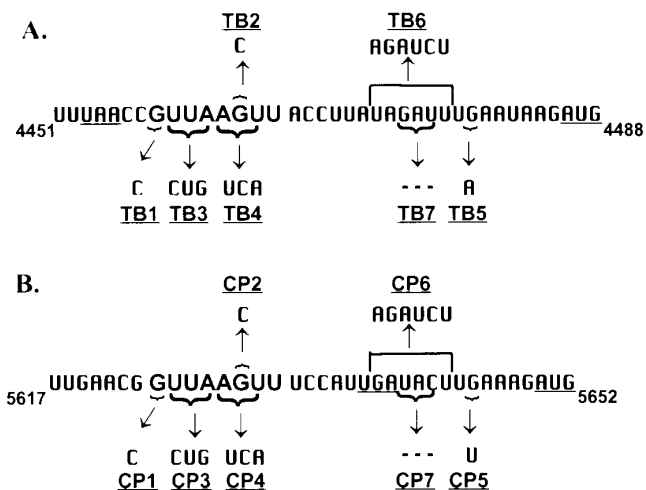 A.
TB2 TB6
C AGAUCU
4451 UUUAACCGUUAAGUU ACCUUAUAGAUUUGAAUAAGAUG 4488
C CUG UCA --- A
TB1 TB3 TB4 TB7 TB5
B.
CP2 CP6
C AGAUCU
5617 UUGAACG GUUAAGUU UCCAUUGAUACUUGAAAGAUG 5652
C CUG UCA --- U
CP1 CP3 CP4 CP7 CP5